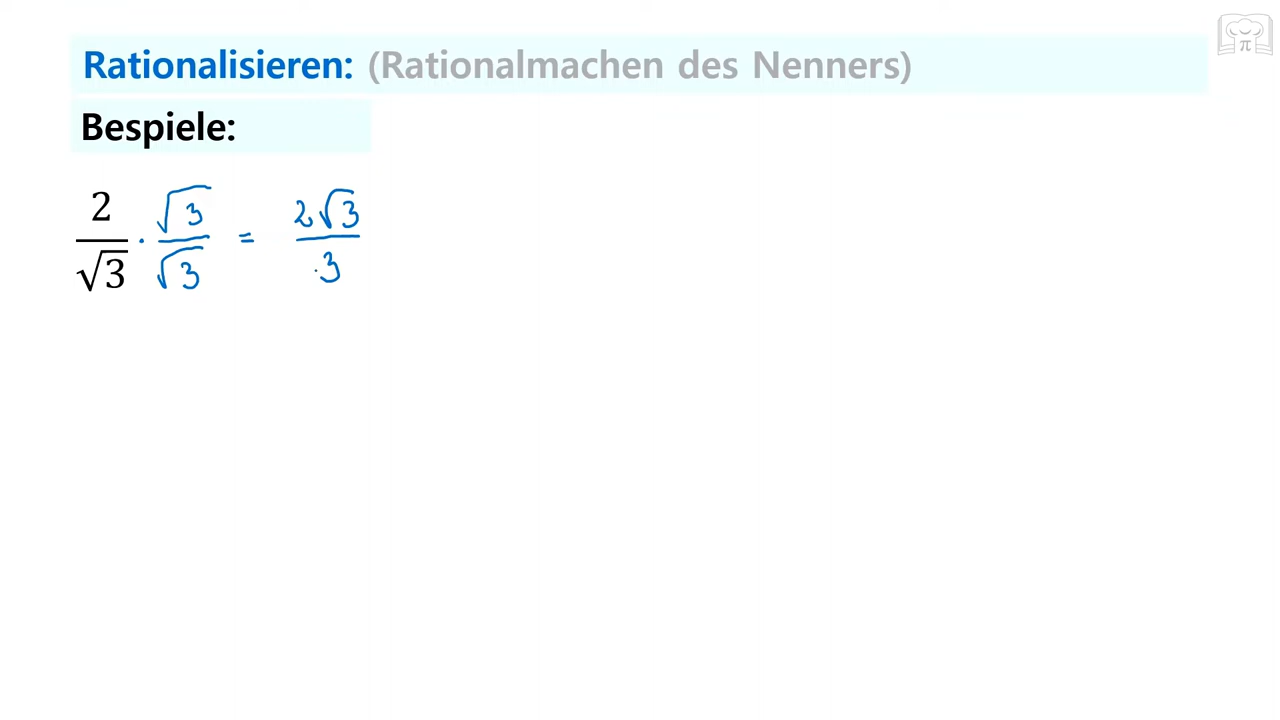 Rationalisieren: (Rationalmachen des Nenners)
Bespiele:
2/√3 · √3/√3 = 2√3/3